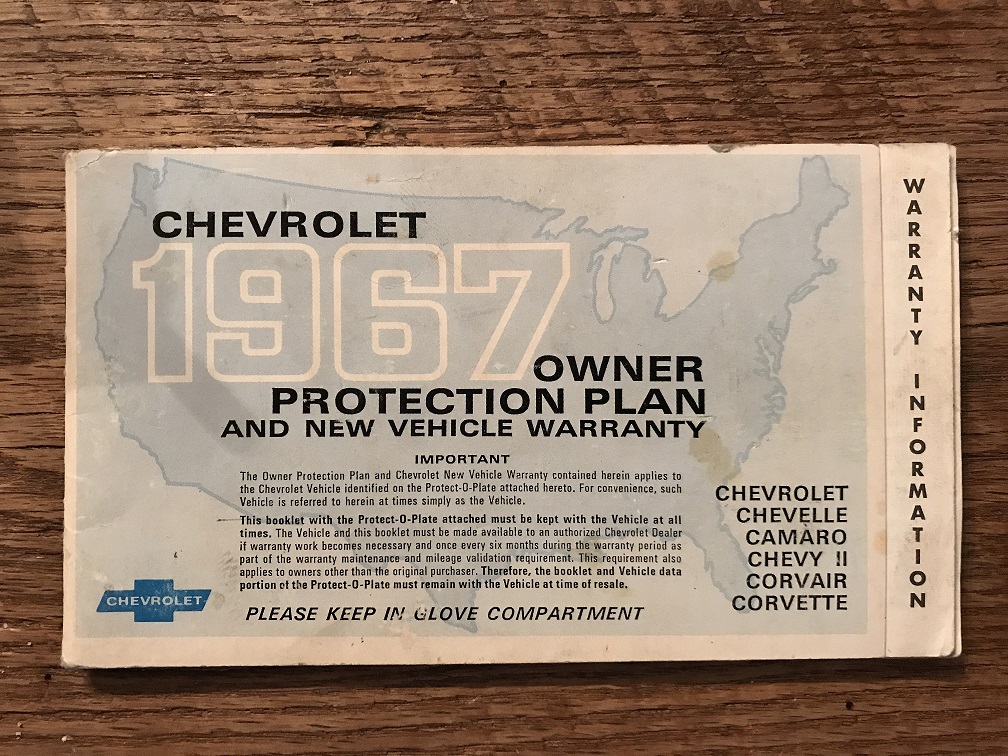 CHEVROLET
1967
OWNER
PROTECTION PLAN
AND NEW VEHICLE WARRANTY
IMPORTANT
The Owner Protection Plan and Chevrolet New Vehicle Warranty contained herein applies to
the Chevrolet Vehicle identified on the Protect-O-Plate attached hereto. For convenience, such
Vehicle is referred to herein at times simply as the Vehicle.
This booklet with the Protect-O-Plate attached must be kept with the Vehicle at all
times. The Vehicle and this booklet must be made available to an authorized Chevrolet Dealer
if warranty work becomes necessary and once every six months during the warranty period as
part of the warranty maintenance and mileage validation requirement. This requirement also
applies to owners other than the original purchaser. Therefore, the booklet and Vehicle data
portion of the Protect-O-Plate must remain with the Vehicle at time of resale.
PLEASE KEEP IN GLOVE COMPARTMENT
CHEVROLET
CHEVROLET
CHEVELLE
CAMARO
CHEVY II
CORVAIR
CORVETTE
WARRANTY INFORMATION